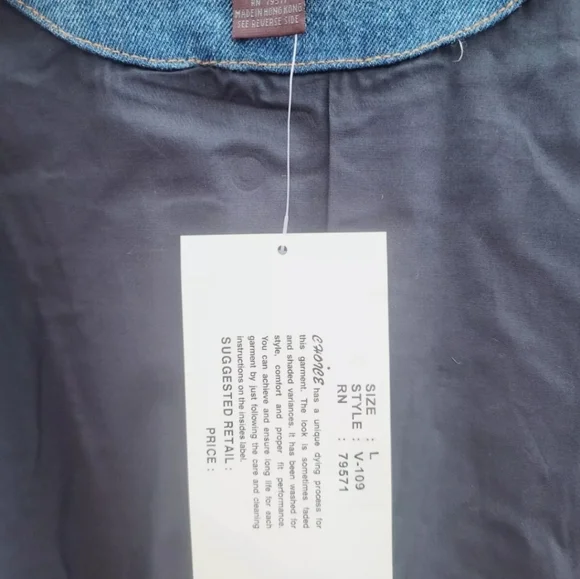 RN 79571
MADE IN HONG KONG
SEE REVERSE SIDE
SIZE : L
STYLE : V-109
RN : 79571
CHOICE has a unique dying process for
this garment. The look is sometimes faded
and shaded variances. It has been washed for
style, comfort and proper fit performance.
You can achieve and ensure long life for each
garment by just following the care and cleaning
instructions on the insides label.
SUGGESTED RETAIL:
PRICE: